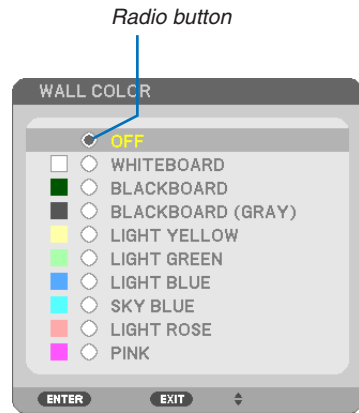 Radio button
WALL COLOR
OFF
WHITEBOARD
BLACKBOARD
BLACKBOARD (GRAY)
LIGHT YELLOW
LIGHT GREEN
LIGHT BLUE
SKY BLUE
LIGHT ROSE
PINK
ENTER EXIT